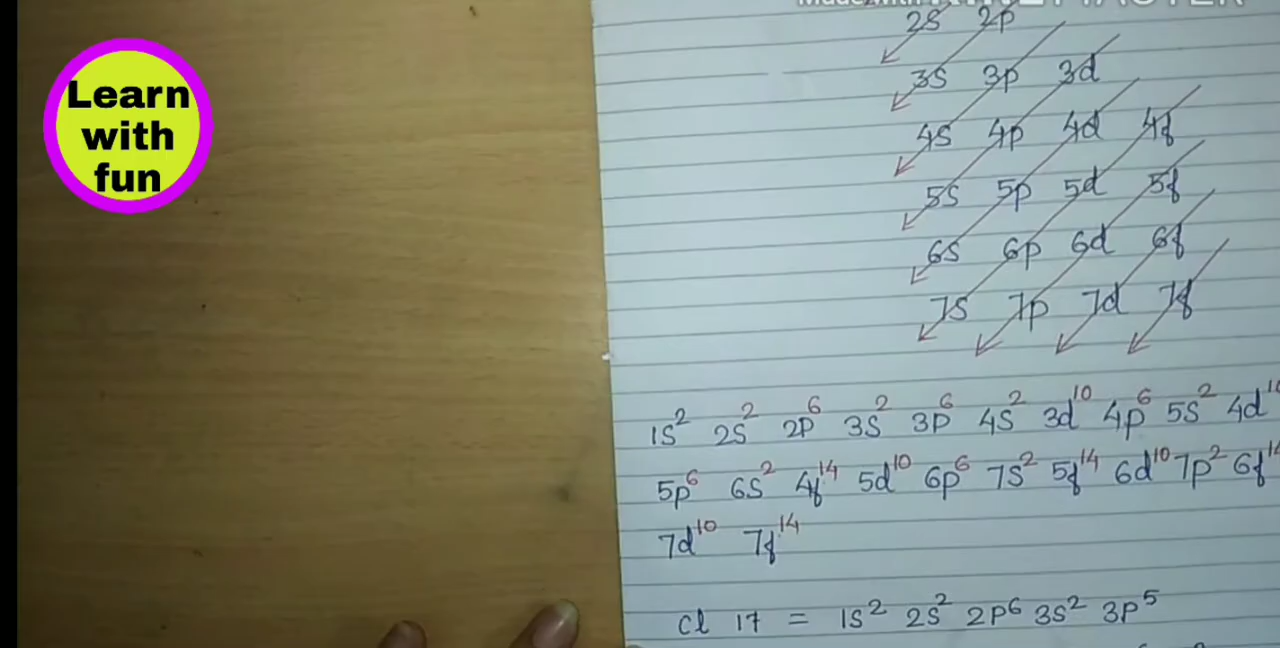 Learn
with
fun
2s 2p
3s 3p 3d
4s 4p 4d 4f
5s 5p 5d 5f
6s 6p 6d 6f
7s 7p 7d 7f
1s² 2s² 2p⁶ 3s² 3p⁶ 4s² 3d¹⁰ 4p⁶ 5s² 4d¹⁰
5p⁶ 6s² 4f¹⁴ 5d¹⁰ 6p⁶ 7s² 5f¹⁴ 6d¹⁰ 7p² 6f¹⁴
7d¹⁰ 7f¹⁴
Cl 17 = 1s² 2s² 2p⁶ 3s² 3p⁵